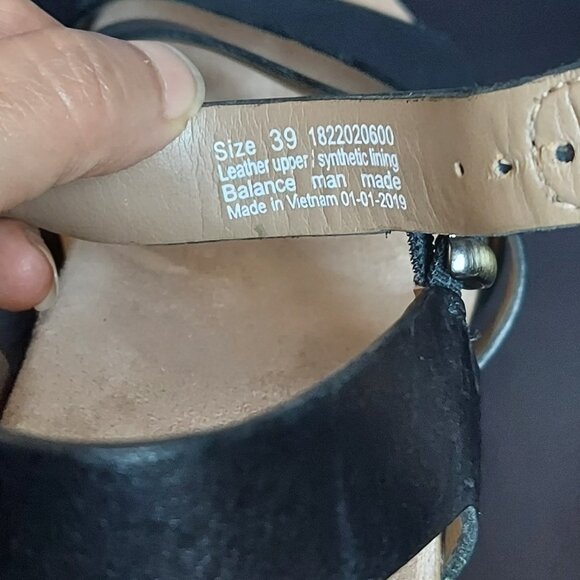 Size 39 1822020600
Leather upper / synthetic lining
Balance man made
Made in Vietnam 01-01-2019